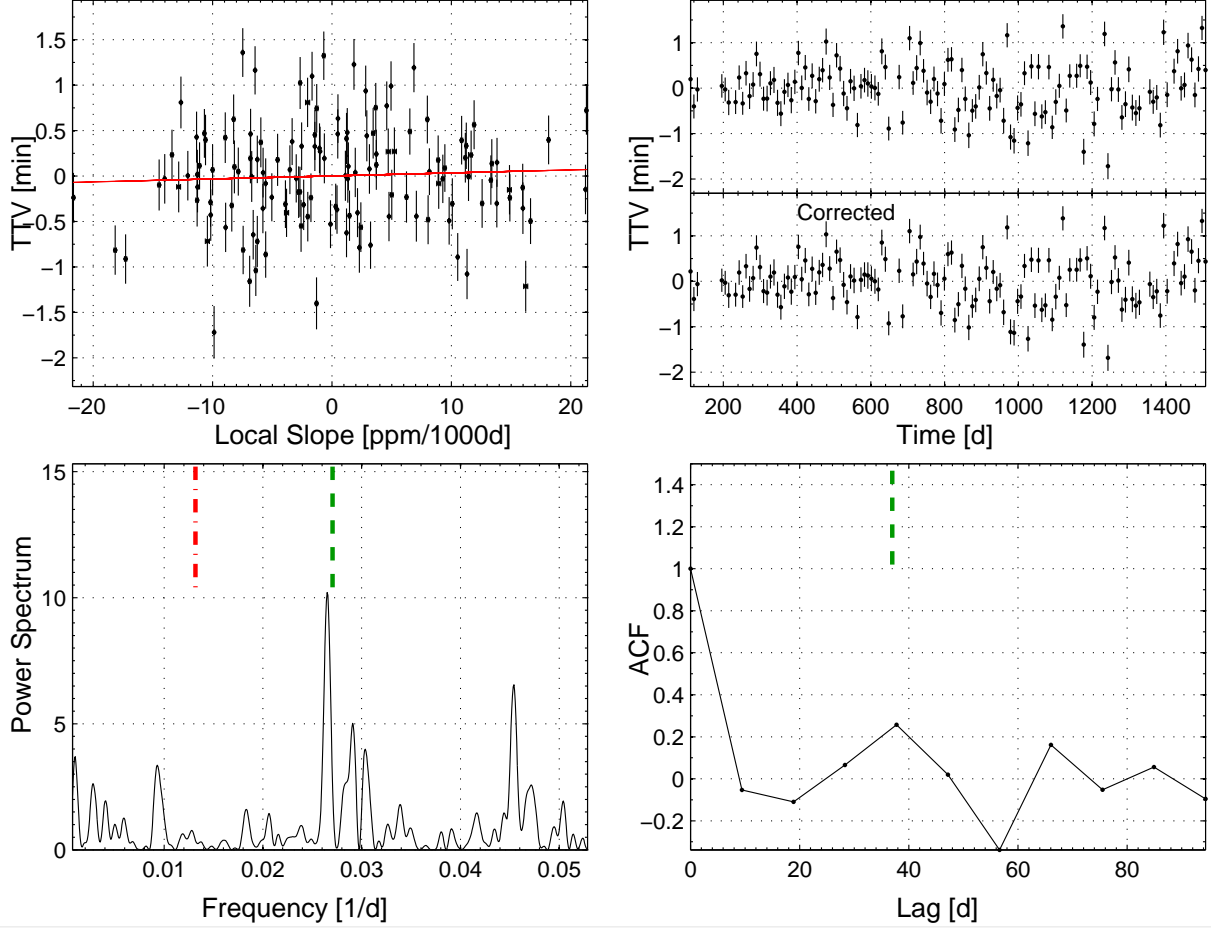 1.5
1
0.5
0
−0.5
−1
−1.5
−2
TTV [min]
−20 −10 0 10 20
Local Slope [ppm/1000d]
1
0
−1
−2
Corrected
1
0
−1
−2
TTV [min]
200 400 600 800 1000 1200 1400
Time [d]
15
10
5
0
Power Spectrum
0.01 0.02 0.03 0.04 0.05
Frequency [1/d]
1.4
1.2
1
0.8
0.6
0.4
0.2
0
−0.2
ACF
0 20 40 60 80
Lag [d]